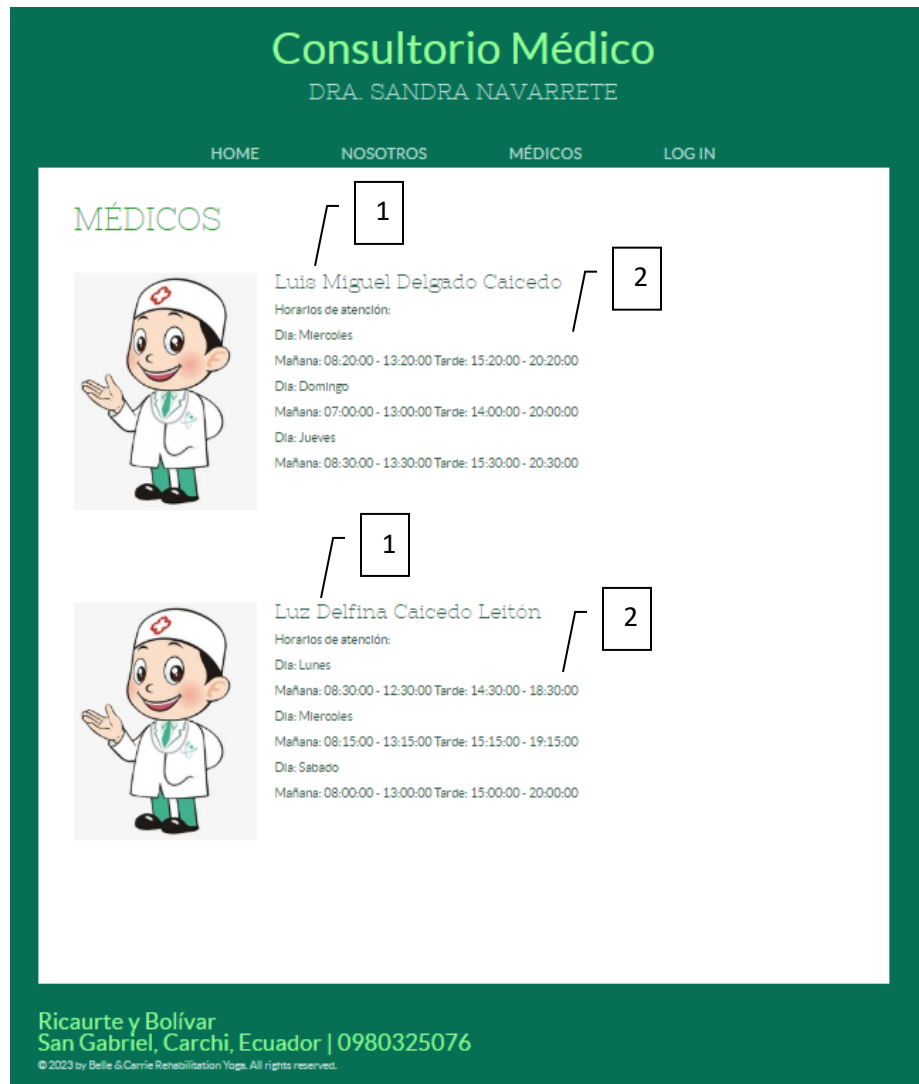 Consultorio Médico
DRA. SANDRA NAVARRETE
HOME NOSOTROS MÉDICOS LOG IN
MÉDICOS
1
Luis Miguel Delgado Caicedo
2
Horarios de atención:
Dia: Miercoles
Mañana: 08:20:00 - 13:20:00 Tarde: 15:20:00 - 20:20:00
Dia: Domingo
Mañana: 07:00:00 - 13:00:00 Tarde: 14:00:00 - 20:00:00
Dia: Jueves
Mañana: 08:30:00 - 13:30:00 Tarde: 15:30:00 - 20:30:00
1
Luz Delfina Caicedo Leitón
2
Horarios de atención:
Dia: Lunes
Mañana: 08:30:00 - 12:30:00 Tarde: 14:30:00 - 18:30:00
Dia: Miercoles
Mañana: 08:15:00 - 13:15:00 Tarde: 15:15:00 - 19:15:00
Dia: Sabado
Mañana: 08:00:00 - 13:00:00 Tarde: 15:00:00 - 20:00:00
Ricaurte y Bolívar
San Gabriel, Carchi, Ecuador | 0980325076
© 2023 by Belle & Carrie Rehabilitation Yoga. All rights reserved.